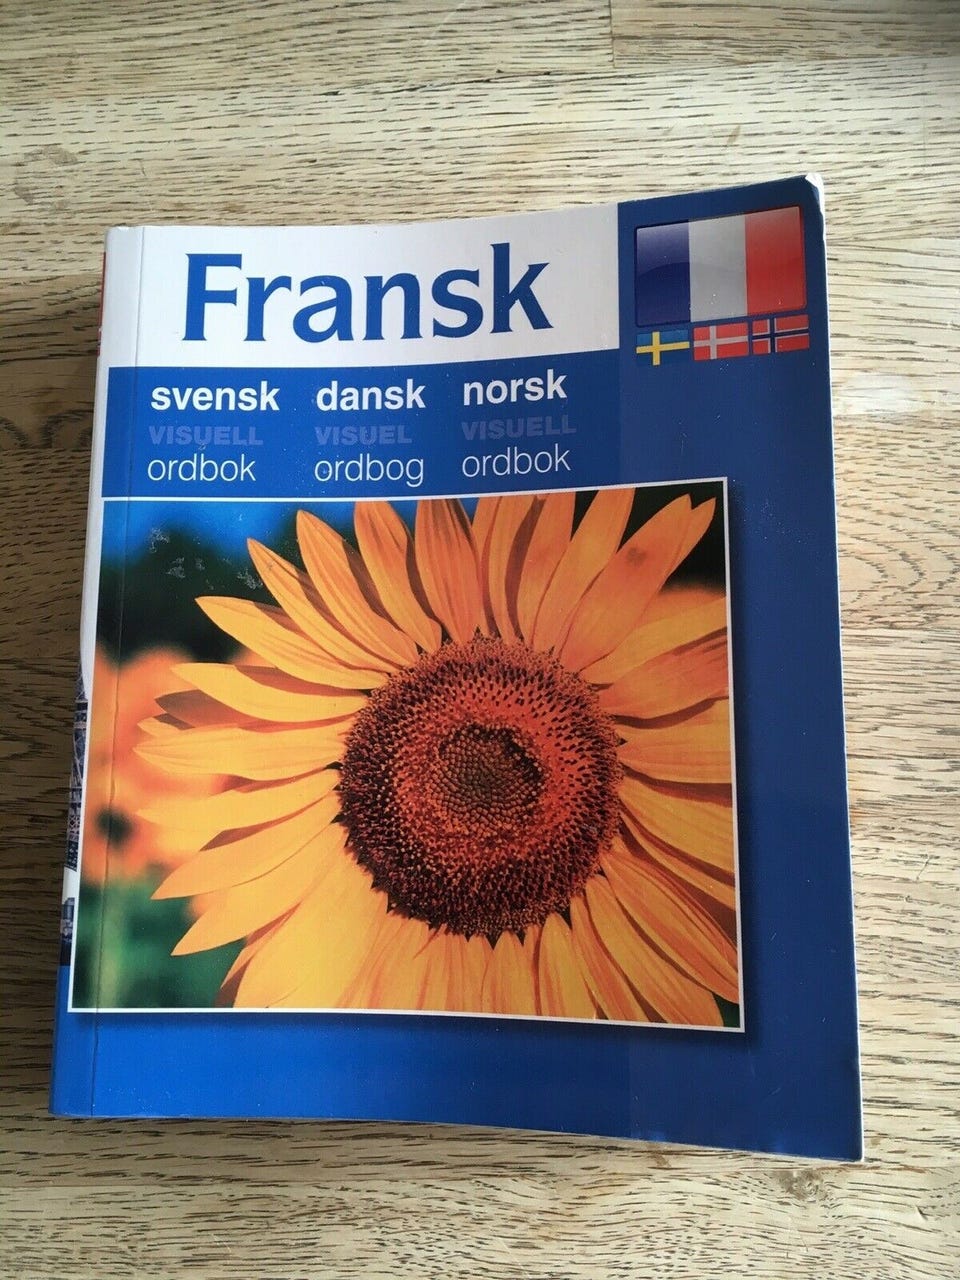 Fransk
svensk dansk norsk
VISUELL VISUEL VISUELL
ordbok ordbog ordbok